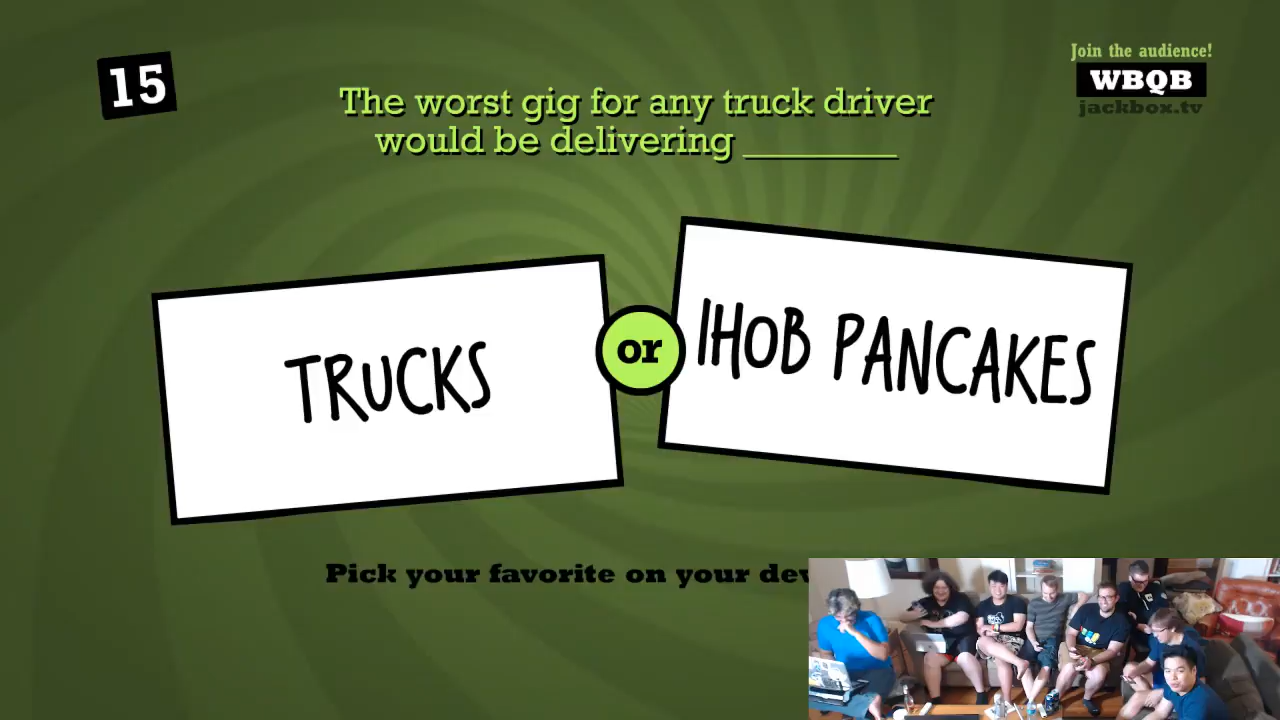 15
Join the audience!
WBQB
jackbox.tv
The worst gig for any truck driver
would be delivering ________
TRUCKS
or
IHOB PANCAKES
Pick your favorite on your